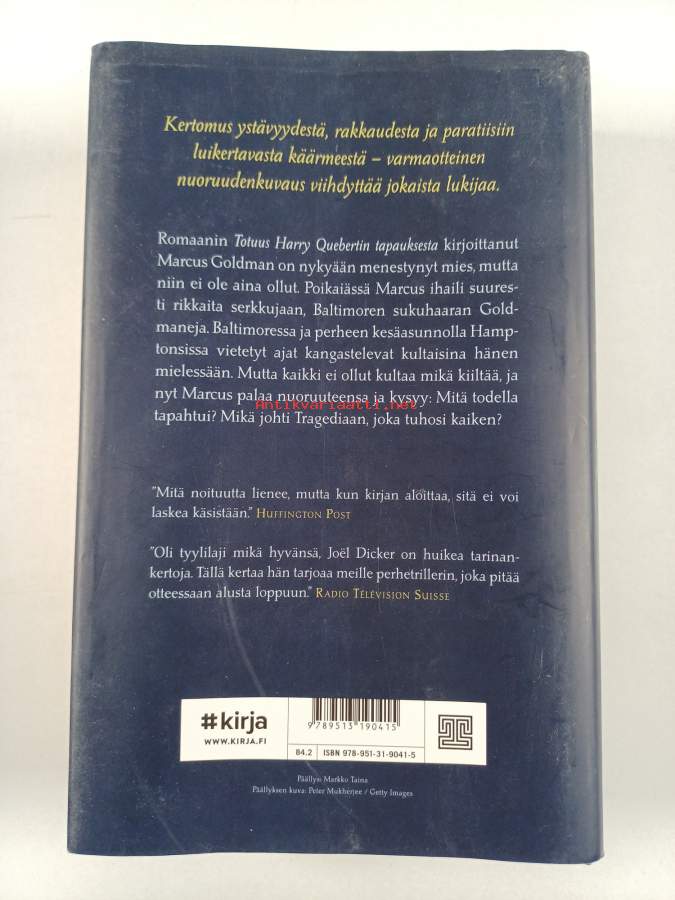 Kertomus ystävyydestä, rakkaudesta ja paratiisiin
luikertavasta käärmeestä – varmaotteinen
nuoruudenkuvaus viihdyttää jokaista lukijaa.
Romaanin Totuus Harry Quebertin tapauksesta kirjoittanut
Marcus Goldman on nykyään menestynyt mies, mutta
niin ei ole aina ollut. Poikaiässä Marcus ihaili suures-
ti rikkaita serkkujaan, Baltimoren sukuhaaran Gold-
maneja. Baltimoressa ja perheen kesäasunnolla Hamp-
tonsissa vietetyt ajat kangastelevat kultaisina hänen
mielessään. Mutta kaikki ei ollut kultaa mikä kiiltää, ja
nyt Marcus palaa nuoruuteensa ja kysyy: Mitä todella
Antikvariaatti.net
tapahtui? Mikä johti Tragediaan, joka tuhosi kaiken?
"Mitä noituutta lienee, mutta kun kirjan aloittaa, sitä ei voi
laskea käsistään." Huffington Post
"Oli tyylilaji mikä hyvänsä, Joël Dicker on huikea tarinan-
kertoja. Tällä kertaa hän tarjoaa meille perhetrillerin, joka pitää
otteessaan alusta loppuun." Radio Télévision Suisse
#kirja
WWW.KIRJA.FI
9 789513 190415
84.2 ISBN 978-951-31-9041-5
Päällys: Markko Taina
Päällyksen kuva: Peter Mukherjee / Getty Images